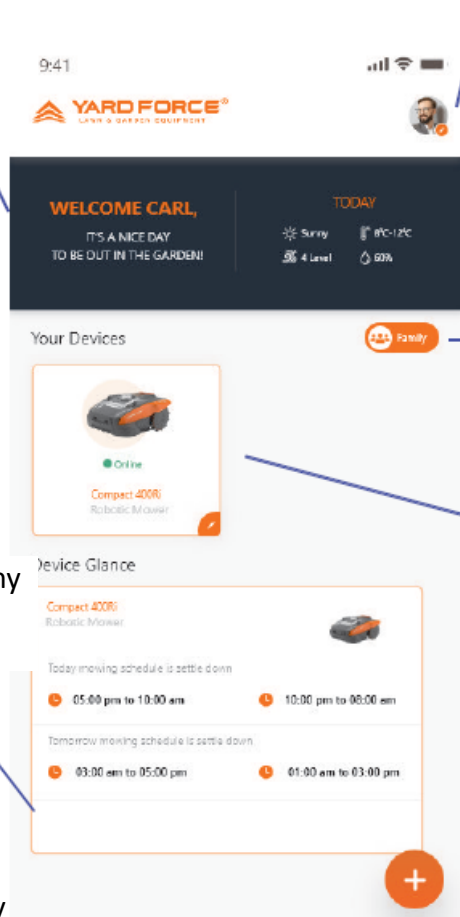 9:41
YARD FORCE®
LAWN & GARDEN EQUIPMENT
WELCOME CARL,
IT'S A NICE DAY
TO BE OUT IN THE GARDEN!
TODAY
Sunny 8°C-12°C
4 Level 60%
Your Devices
Family
Online
Compact 400Ri
Robotic Mower
ny
Device Glance
Compact 400Ri
Robotic Mower
Today mowing schedule is settle down
05:00 pm to 10:00 am 10:00 pm to 08:00 am
Tomorrow mowing schedule is settle down
03:00 am to 05:00 pm 01:00 am to 03:00 pm
+